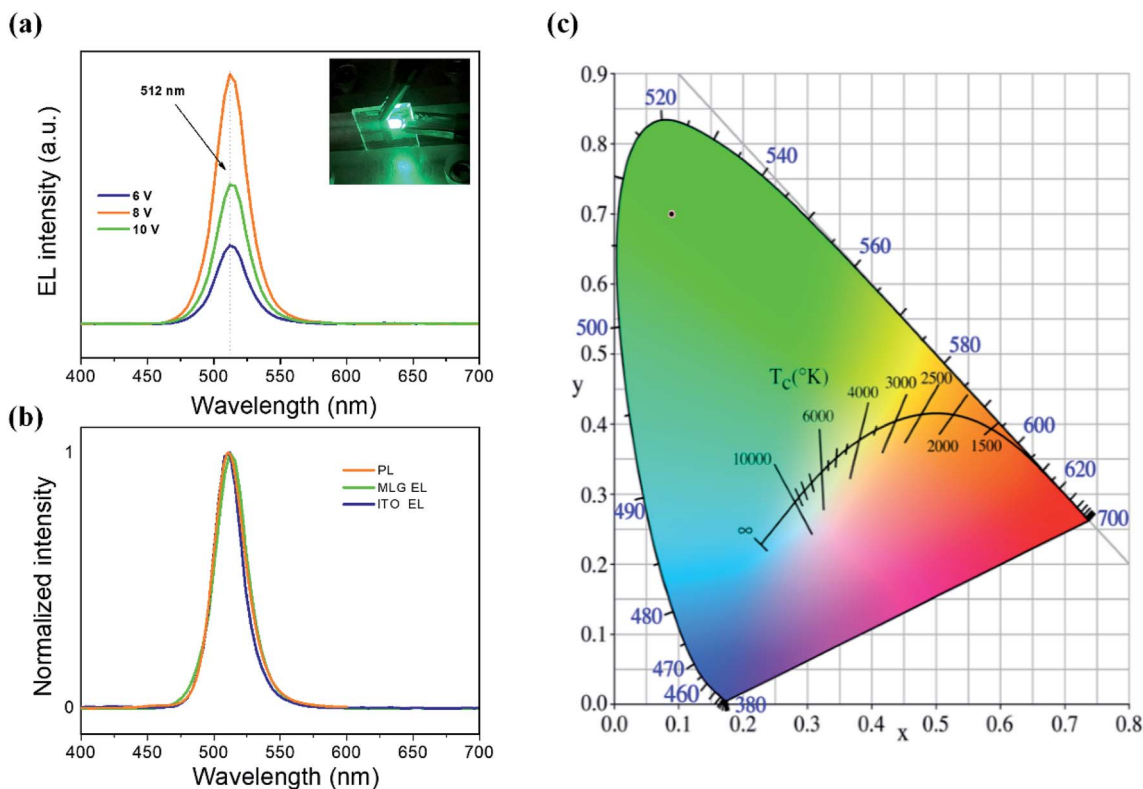 (a)
EL intensity (a.u.)
512 nm
6 V
8 V
10 V
400 450 500 550 600 650 700
Wavelength (nm)
(b)
Normalized intensity
1
0
PL
MLG EL
ITO EL
400 450 500 550 600 650 700
Wavelength (nm)
(c)
0.9
0.8
0.7
0.6
0.5
y
0.4
0.3
0.2
0.1
0.0
0.0 0.1 0.2 0.3 0.4 0.5 0.6 0.7 0.8
x
520
540
560
500
580
600
620
700
490
480
470
460
380
Tc(°K)
∞
10000
6000
4000
3000
2500
2000
1500